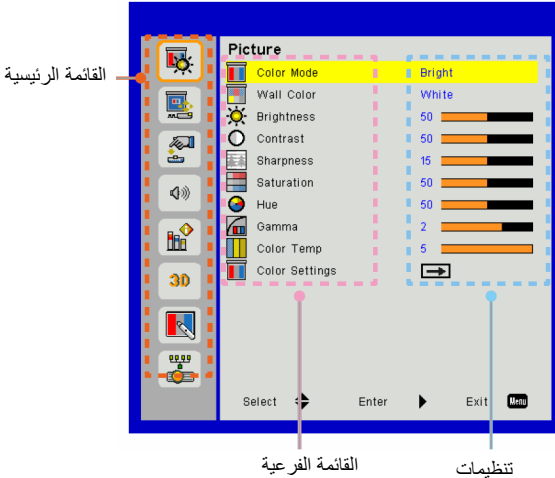 Picture
القائمة الرئيسية
Color Mode Bright
Wall Color White
Brightness 50
Contrast 50
Sharpness 15
Saturation 50
Hue 50
Gamma 2
Color Temp 5
Color Settings
3D
Select Enter Exit Menu
القائمة الفرعية تنظيمات